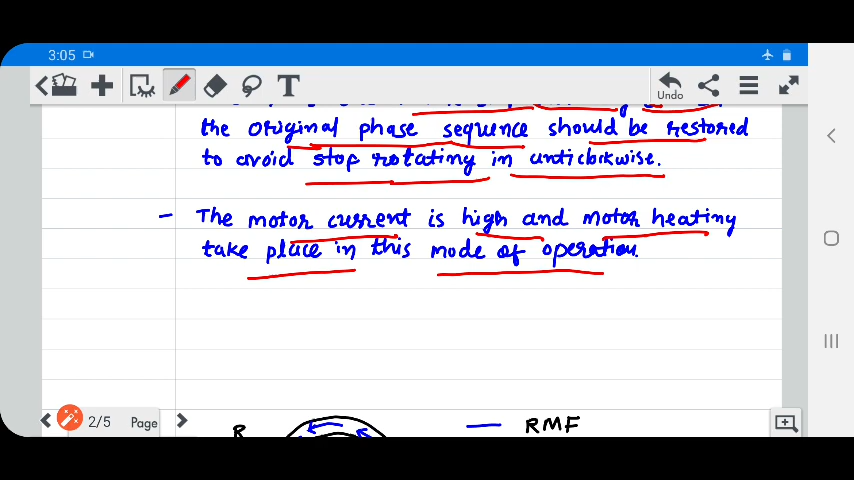 3:05
T
Undo
the original phase sequence should be restored
to avoid stop rotating in anticlockwise.
- The motor current is high and motor heating
take place in this mode of operation.
2/5 Page
R
RMF